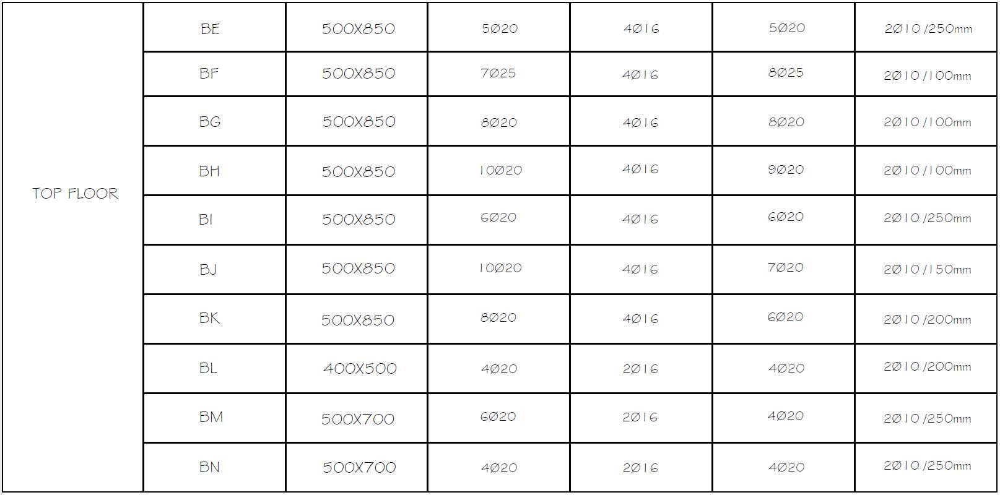 BE 500X850 5Ø20 4Ø16 5Ø20 2Ø10 /250mm
BF 500X850 7Ø25 4Ø16 8Ø25 2Ø10 /100mm
BG 500X850 8Ø20 4Ø16 8Ø20 2Ø10 /100mm
BH 500X850 10Ø20 4Ø16 9Ø20 2Ø10 /100mm
TOP FLOOR
BI 500X850 6Ø20 4Ø16 6Ø20 2Ø10 /250mm
BJ 500X850 10Ø20 4Ø16 7Ø20 2Ø10 /150mm
BK 500X850 8Ø20 4Ø16 6Ø20 2Ø10 /200mm
BL 400X500 4Ø20 2Ø16 4Ø20 2Ø10 /200mm
BM 500X700 6Ø20 2Ø16 4Ø20 2Ø10 /250mm
BN 500X700 4Ø20 2Ø16 4Ø20 2Ø10 /250mm